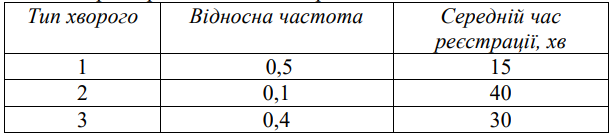 Тип хворого Відносна частота Середній час
реєстрації, хв
1 0,5 15
2 0,1 40
3 0,4 30